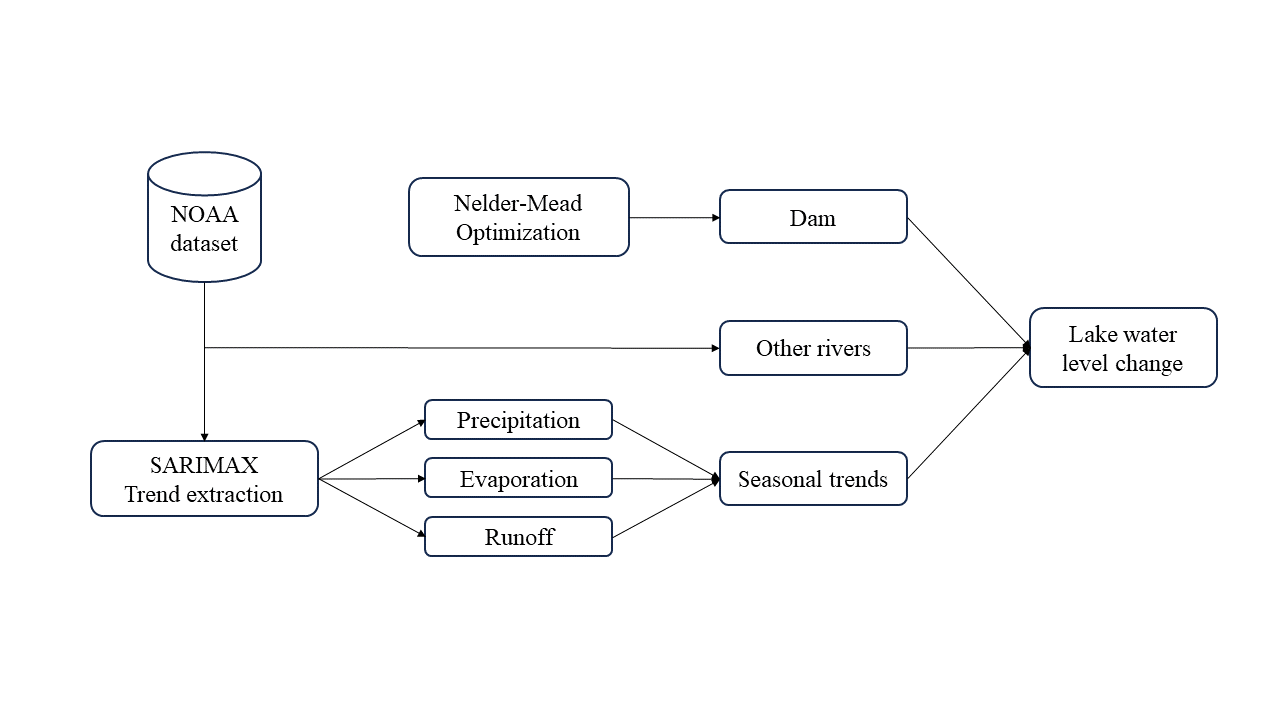 NOAA
dataset
Nelder-Mead
Optimization
Dam
Other rivers
Lake water
level change
Precipitation
SARIMAX
Trend extraction
Evaporation
Seasonal trends
Runoff